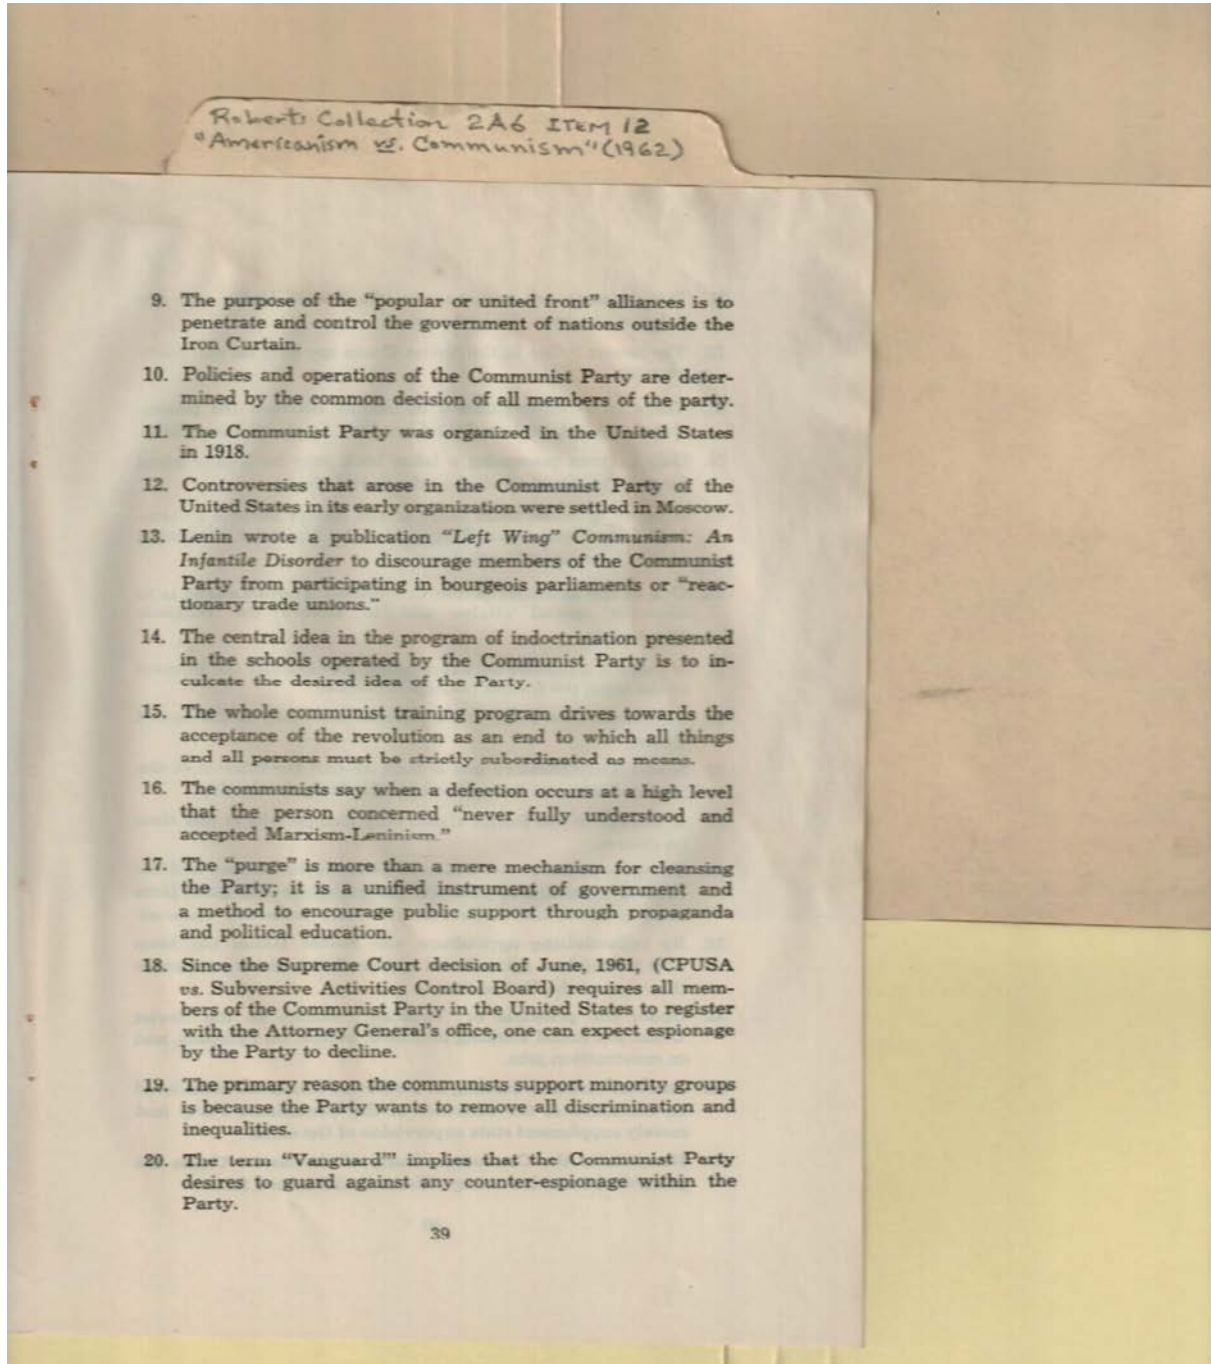 Roberts Collection 2A6 ITEM 12
"Americanism vs. Communism" (1962)
9. The purpose of the "popular or united front" alliances is to
penetrate and control the government of nations outside the
Iron Curtain.
10. Policies and operations of the Communist Party are deter-
mined by the common decision of all members of the party.
11. The Communist Party was organized in the United States
in 1918.
12. Controversies that arose in the Communist Party of the
United States in its early organization were settled in Moscow.
13. Lenin wrote a publication "Left Wing" Communism: An
Infantile Disorder to discourage members of the Communist
Party from participating in bourgeois parliaments or "reac-
tionary trade unions."
14. The central idea in the program of indoctrination presented
in the schools operated by the Communist Party is to in-
culcate the desired idea of the Party.
15. The whole communist training program drives towards the
acceptance of the revolution as an end to which all things
and all persons must be strictly subordinated as means.
16. The communists say when a defection occurs at a high level
that the person concerned "never fully understood and
accepted Marxism-Leninism."
17. The "purge" is more than a mere mechanism for cleansing
the Party; it is a unified instrument of government and
a method to encourage public support through propaganda
and political education.
18. Since the Supreme Court decision of June, 1961, (CPUSA
vs. Subversive Activities Control Board) requires all mem-
bers of the Communist Party in the United States to register
with the Attorney General's office, one can expect espionage
by the Party to decline.
19. The primary reason the communists support minority groups
is because the Party wants to remove all discrimination and
inequalities.
20. The term "Vanguard"' implies that the Communist Party
desires to guard against any counter-espionage within the
Party.
39